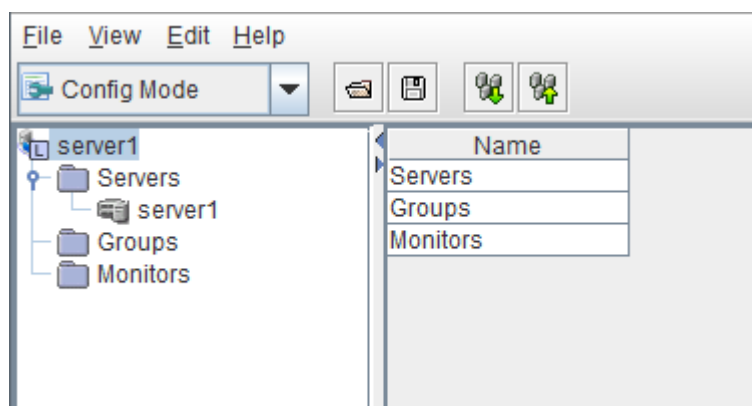 File View Edit Help
Config Mode
server1
Servers
server1
Groups
Monitors
Name
Servers
Groups
Monitors